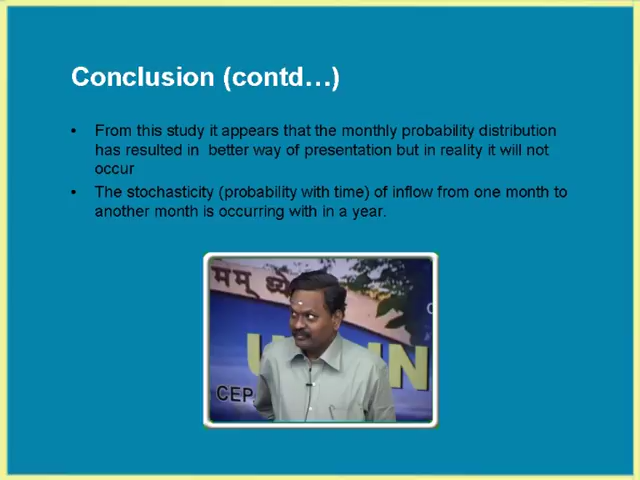 Conclusion (contd…)
• From this study it appears that the monthly probability distribution
has resulted in better way of presentation but in reality it will not
occur
• The stochasticity (probability with time) of inflow from one month to
another month is occurring with in a year.
मम् ध्ये
CEP